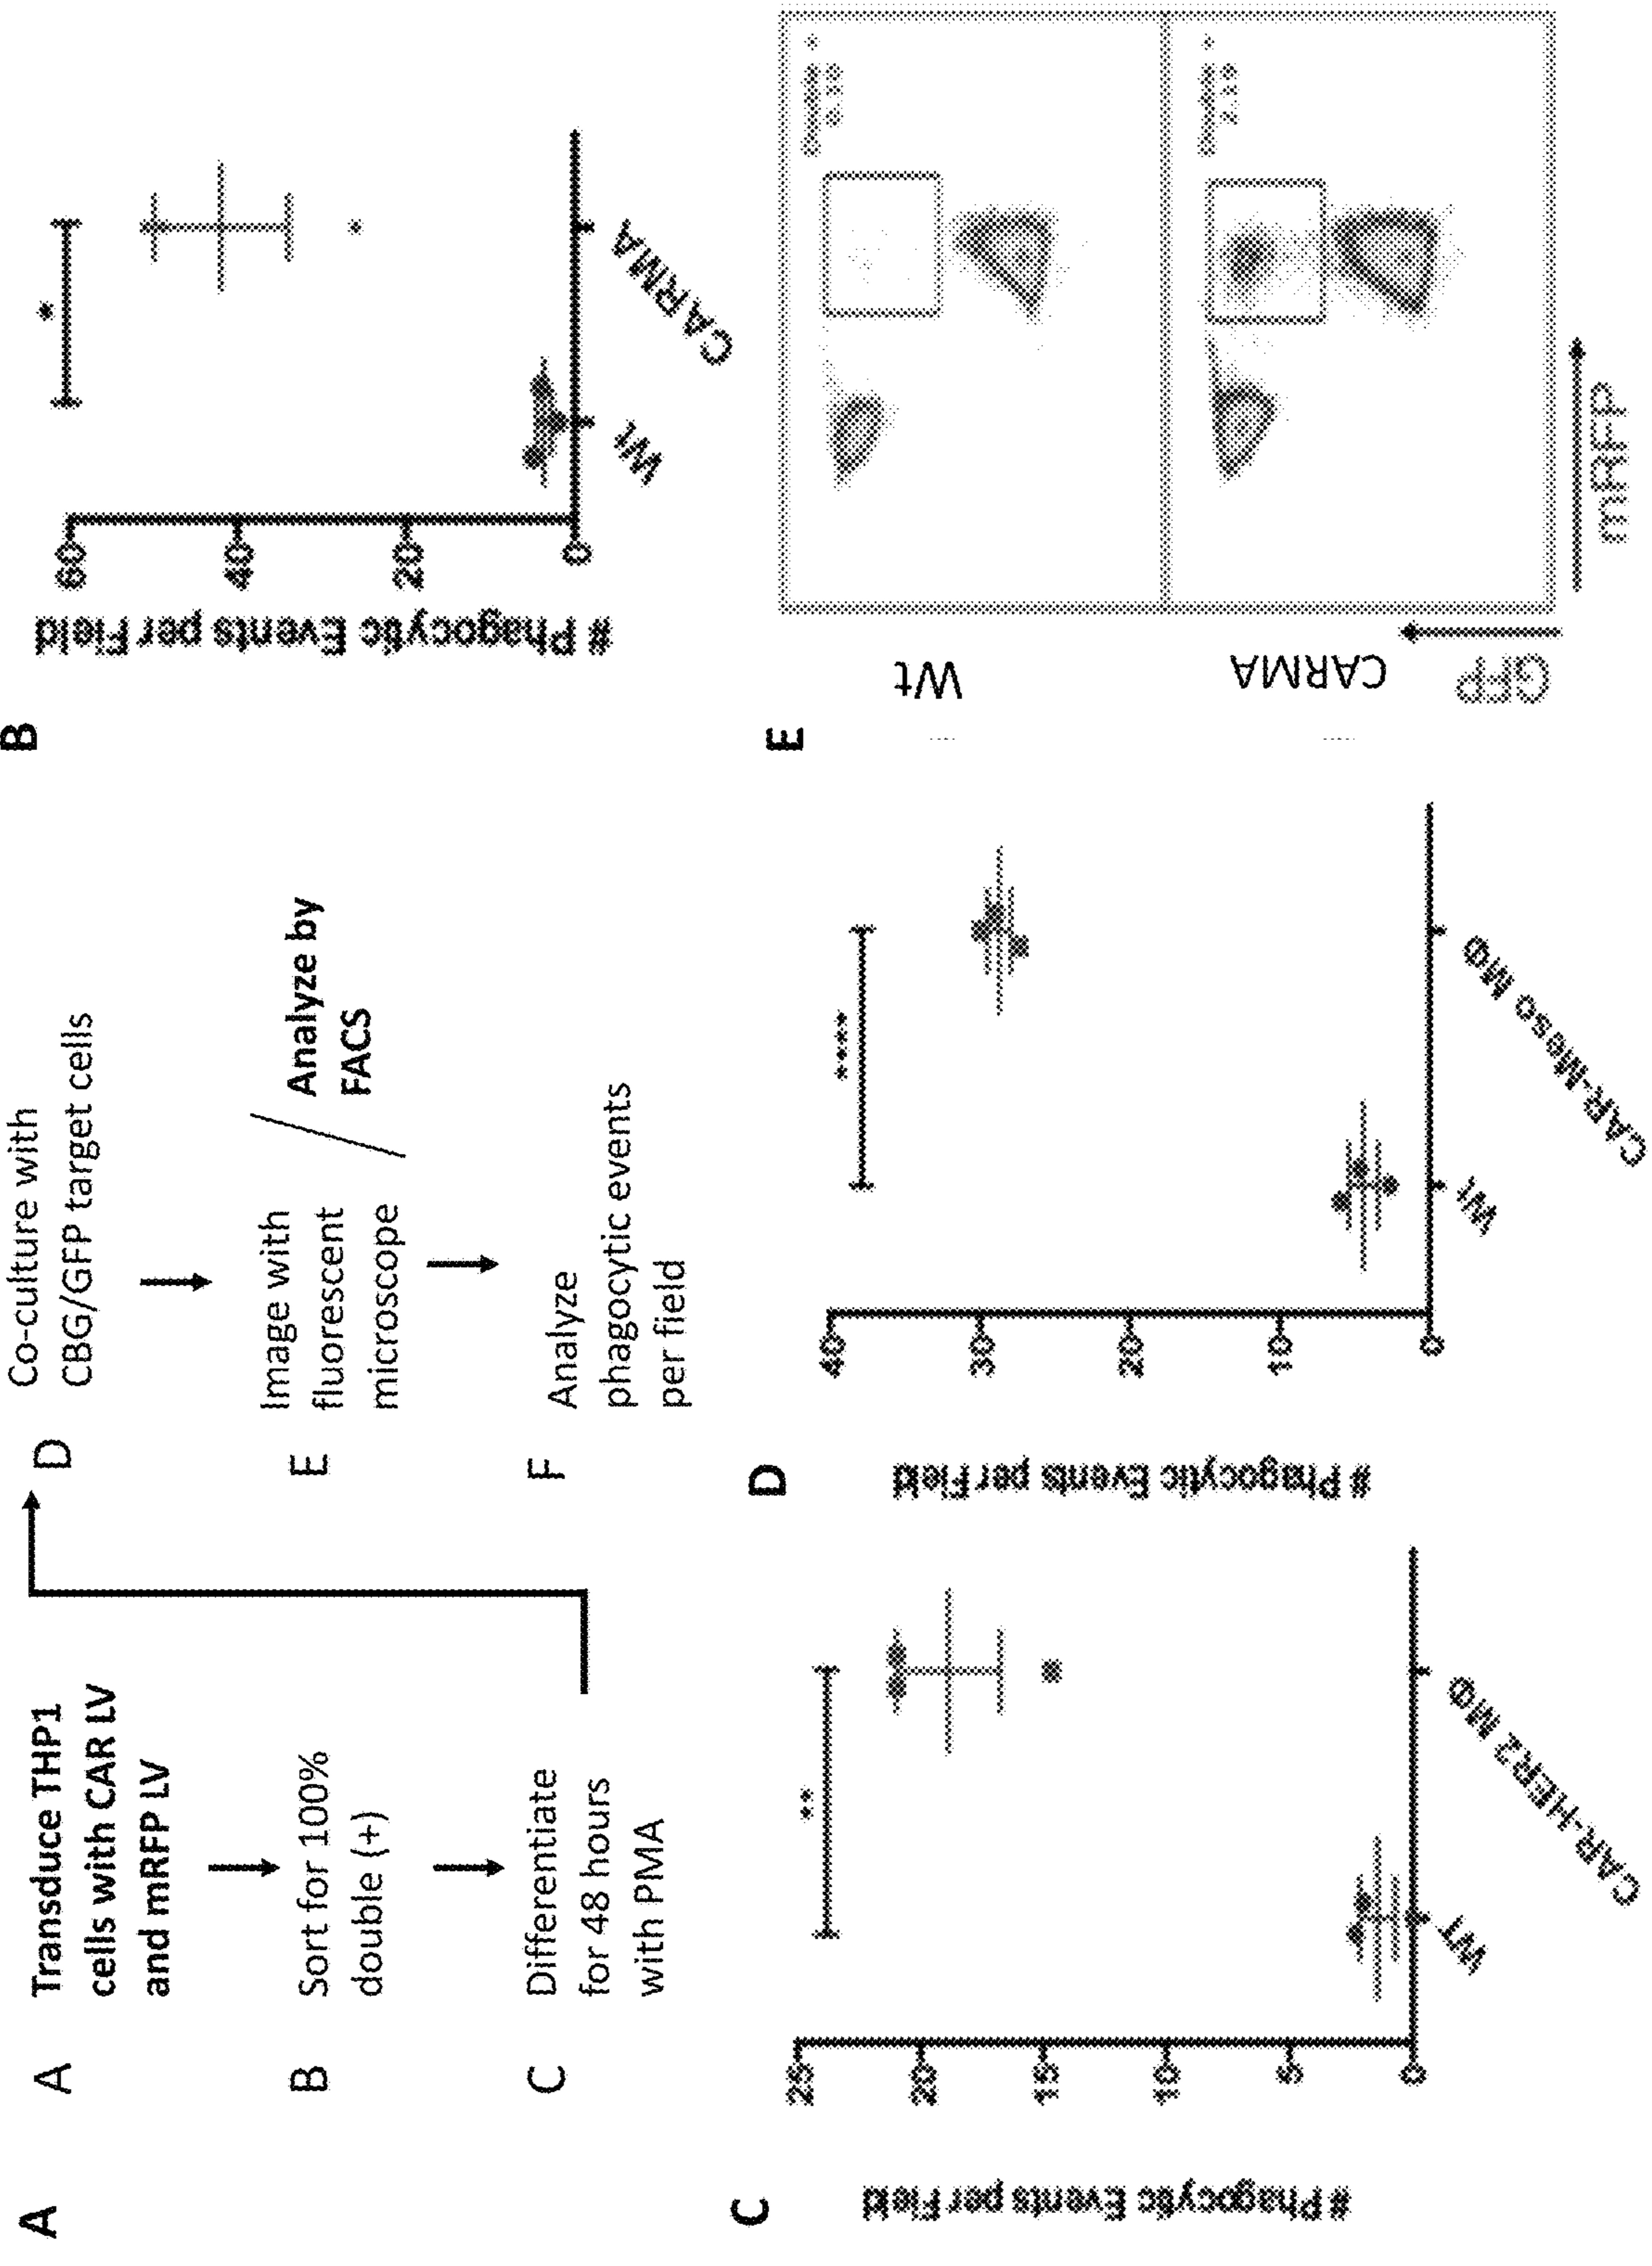 A
A
Transduce THP1
cells with CAR LV
and mRFP LV
B
Sort for 100%
double (+)
C
Differentiate
for 48 hours
with PMA
D
Co-culture with
CBG/GFP target cells
E
Image with
fluorescent
microscope
Analyze by
FACS
F
Analyze
phagocytic events
per field
B
# Phagocytic Events per Field
60
40
20
0
*
Wt
CARMA
C
# Phagocytic Events per Field
25
20
15
10
5
0
**
WT
CAR-HER2 MΦ
D
# Phagocytic Events per Field
40
30
20
10
0
****
Wt
CAR-Meso MΦ
E
Wt
CARMA
GFP
mRFP